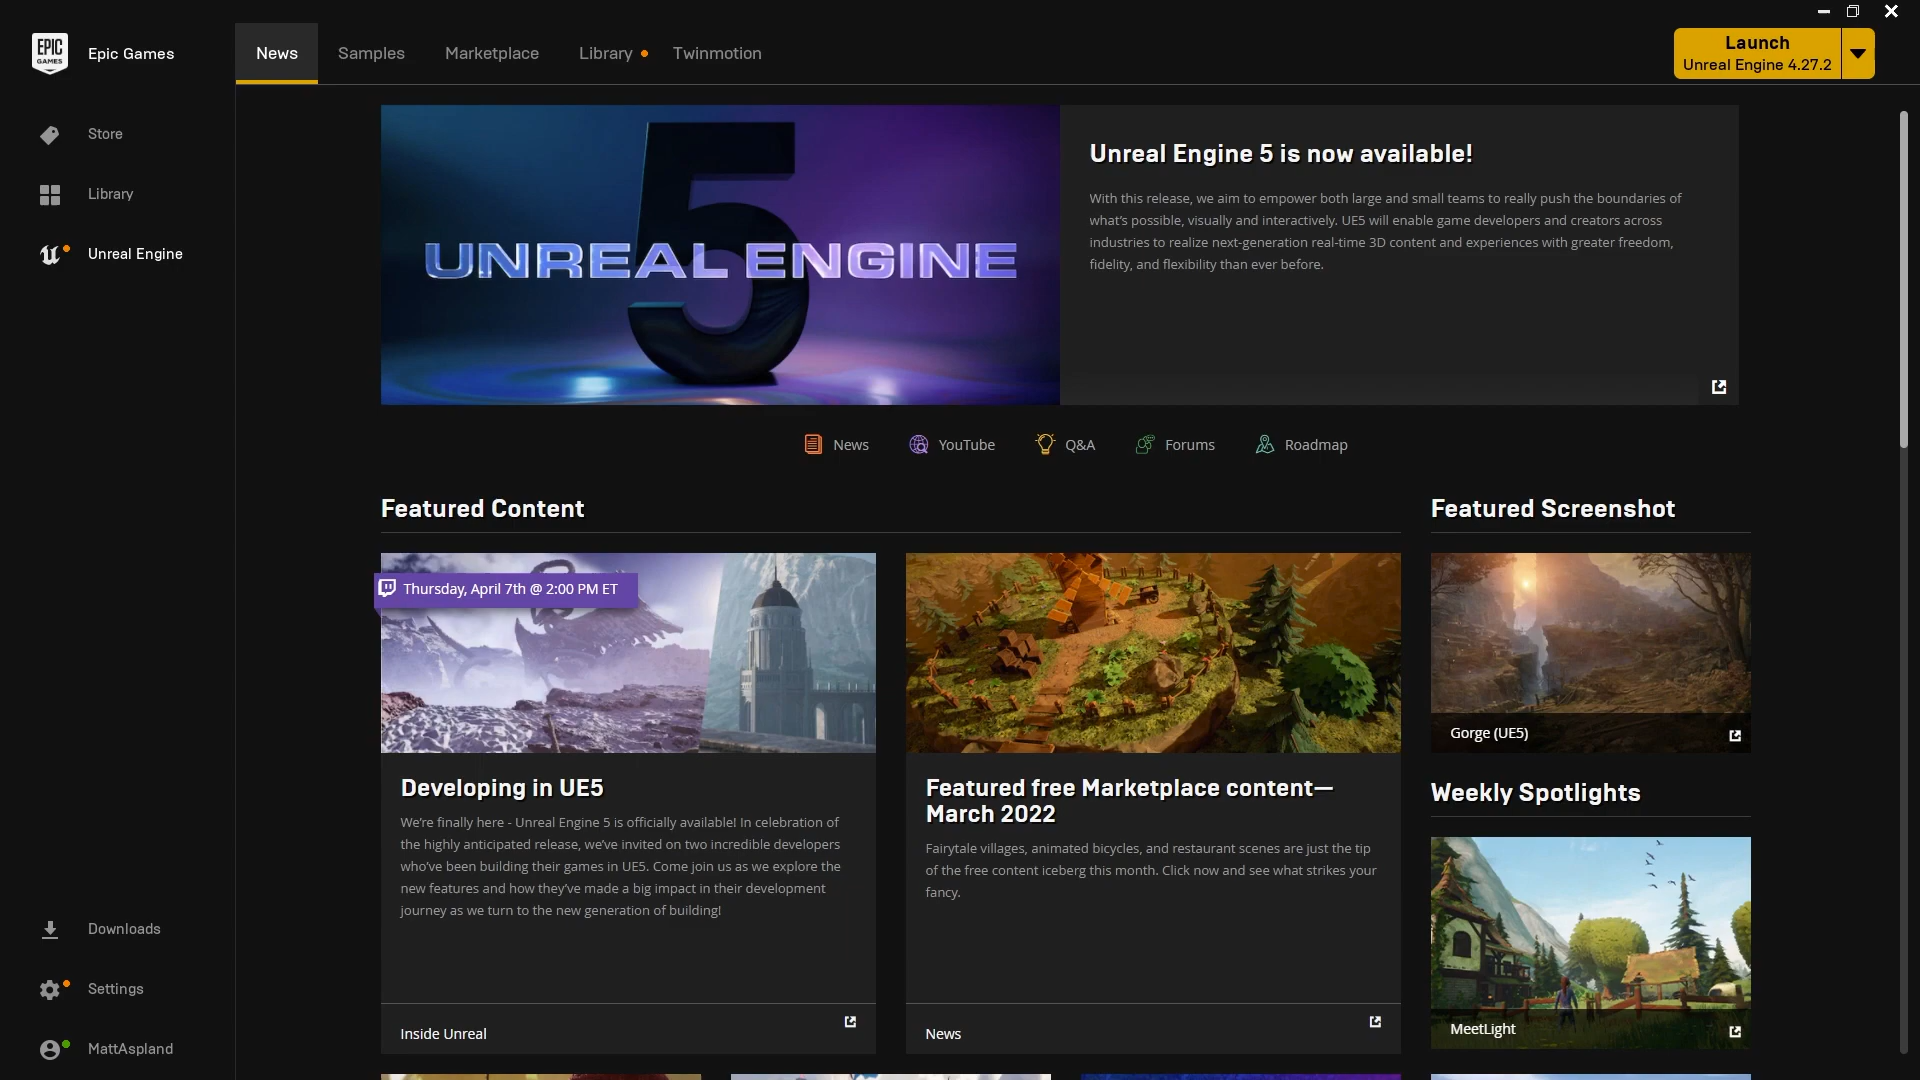 EPIC
GAMES
Epic Games
News
Samples
Marketplace
Library
Twinmotion
Launch
Unreal Engine 4.27.2
Store
Library
Unreal Engine
5
UNREAL ENGINE
Unreal Engine 5 is now available!
With this release, we aim to empower both large and small teams to really push the boundaries of
what's possible, visually and interactively. UE5 will enable game developers and creators across
industries to realize next-generation real-time 3D content and experiences with greater freedom,
fidelity, and flexibility than ever before.
News
YouTube
Q&A
Forums
Roadmap
Featured Content
Thursday, April 7th @ 2:00 PM ET
Developing in UE5
We're finally here - Unreal Engine 5 is officially available! In celebration of
the highly anticipated release, we've invited on two incredible developers
who've been building their games in UE5. Come join us as we explore the
new features and how they've made a big impact in their development
journey as we turn to the new generation of building!
Inside Unreal
Featured free Marketplace content—
March 2022
Fairytale villages, animated bicycles, and restaurant scenes are just the tip
of the free content iceberg this month. Click now and see what strikes your
fancy.
News
Featured Screenshot
Gorge (UE5)
Weekly Spotlights
MeetLight
Downloads
Settings
MattAspland